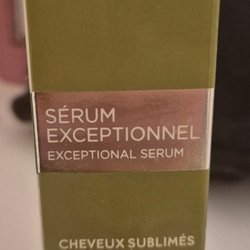 SÉRUM
EXCEPTIONNEL
EXCEPTIONAL SERUM
CHEVEUX SUBLIMÉS